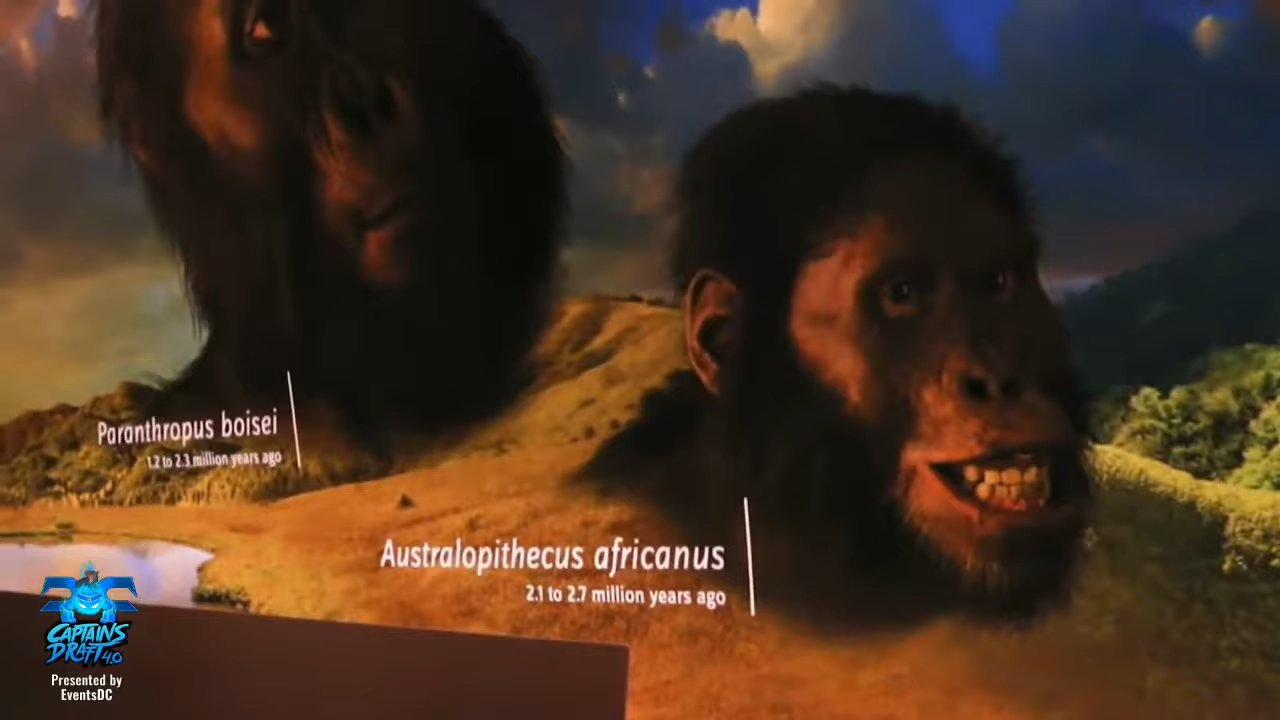 Paranthropus boisei
1.2 to 2.3 million years ago
Australopithecus africanus
2.1 to 2.7 million years ago
CAPTAINS
DRAFT 4.0
Presented by
EventsDC